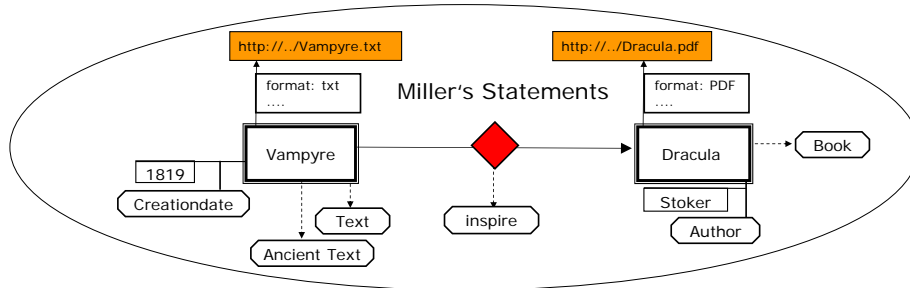 http://../Vampyre.txt
http://../Dracula.pdf
format: txt
....
format: PDF
....
Miller's Statements
Vampyre
Dracula
Book
1819
Creationdate
Text
Ancient Text
inspire
Stoker
Author